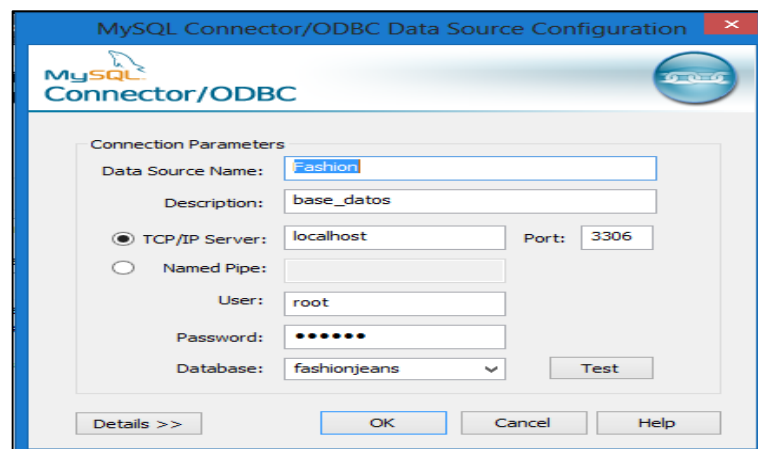 MySQL Connector/ODBC Data Source Configuration
MySQL
Connector/ODBC
Connection Parameters
Data Source Name: Fashion
Description: base_datos
TCP/IP Server: localhost Port: 3306
Named Pipe:
User: root
Password: ••••••
Database: fashionjeans Test
Details >> OK Cancel Help